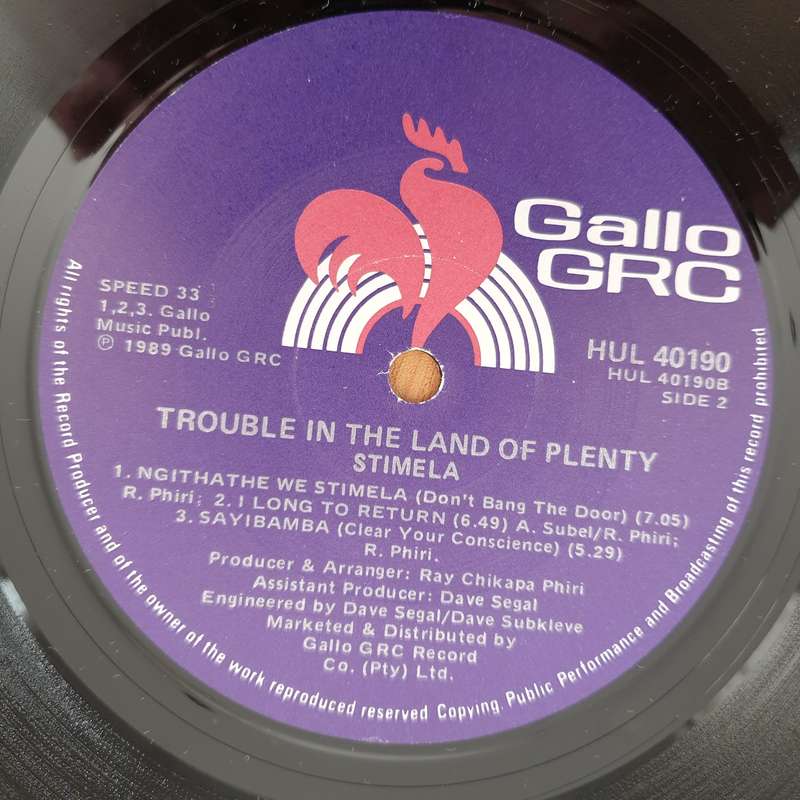 Gallo
GRC
SPEED 33
1,2,3. Gallo
Music Publ.
℗ 1989 Gallo GRC
HUL 40190
HUL 40190B
SIDE 2
TROUBLE IN THE LAND OF PLENTY
STIMELA
1. NGITHATHE WE STIMELA (Don't Bang The Door) (7.05)
R. Phiri; 2. I LONG TO RETURN (6.49) A. Subel/R. Phiri;
3. SAYIBAMBA (Clear Your Conscience) (5.29)
R. Phiri.
Producer & Arranger: Ray Chikapa Phiri
Assistant Producer: Dave Segal
Engineered by Dave Segal/Dave Subkleve
Marketed & Distributed by
Gallo GRC Record
Co. (Pty) Ltd.
All rights of the Record Producer and of the owner of the work reproduced reserved Copying, Public Performance and Broadcasting of this record prohibited